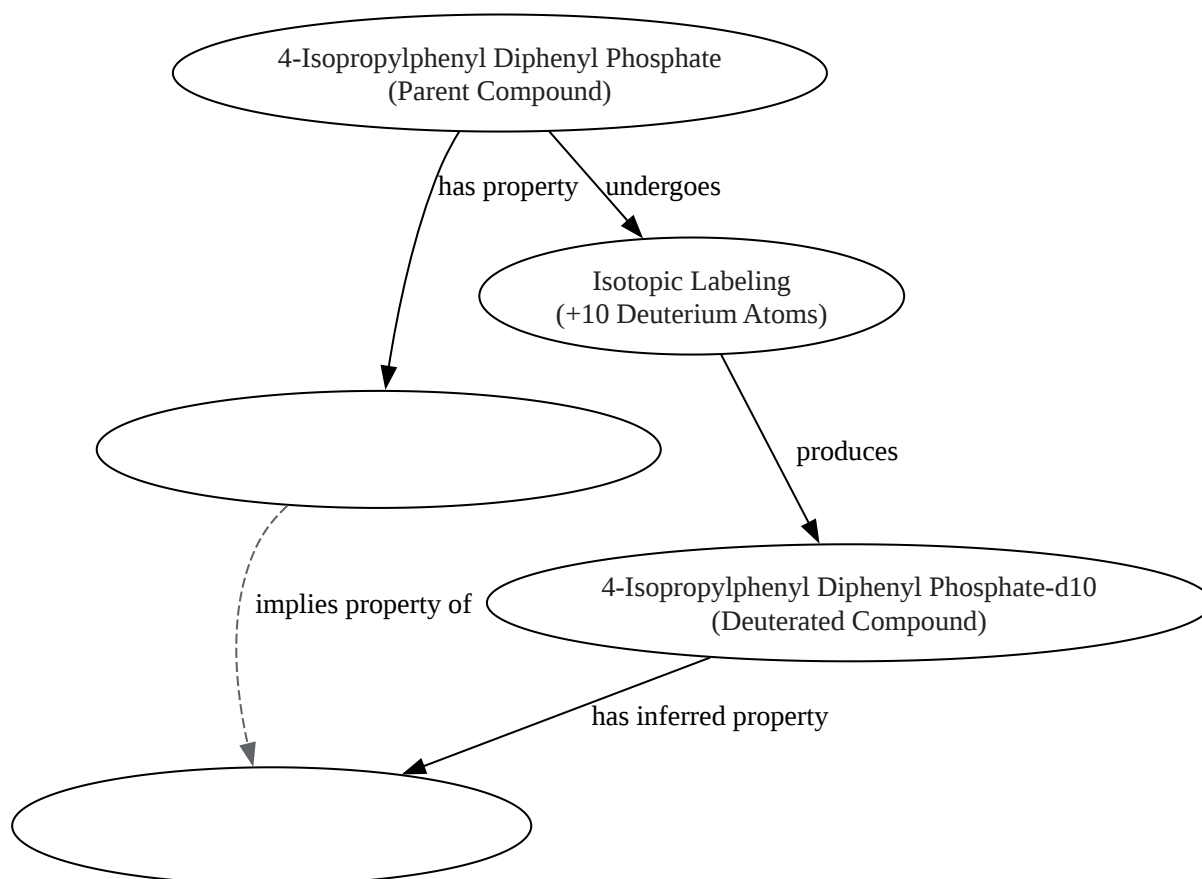 4-Isopropylphenyl Diphenyl Phosphate
(Parent Compound)
has property
undergoes
Isotopic Labeling
(+10 Deuterium Atoms)
produces
implies property of
4-Isopropylphenyl Diphenyl Phosphate-d10
(Deuterated Compound)
has inferred property